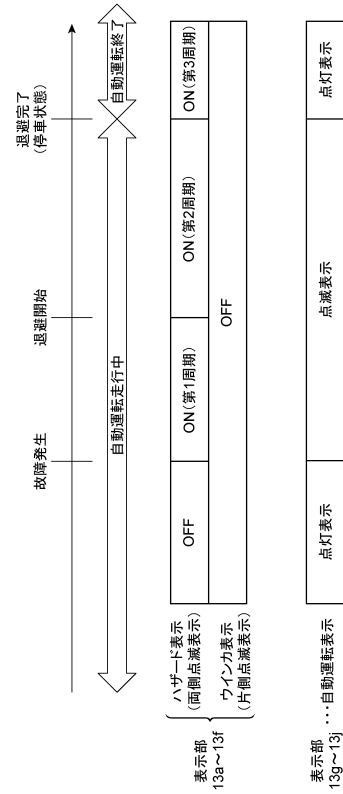 故障発生
退避開始
退避完了
(停車状態)
自動運転走行中
自動運転終了
表示部
13a～13f
ハザード表示
(両側点滅表示)
OFF
ON(第1周期)
ON(第2周期)
ON(第3周期)
ウインカ表示
(片側点滅表示)
OFF
表示部
13g～13j
･･･自動運転表示
点灯表示
点滅表示
点灯表示